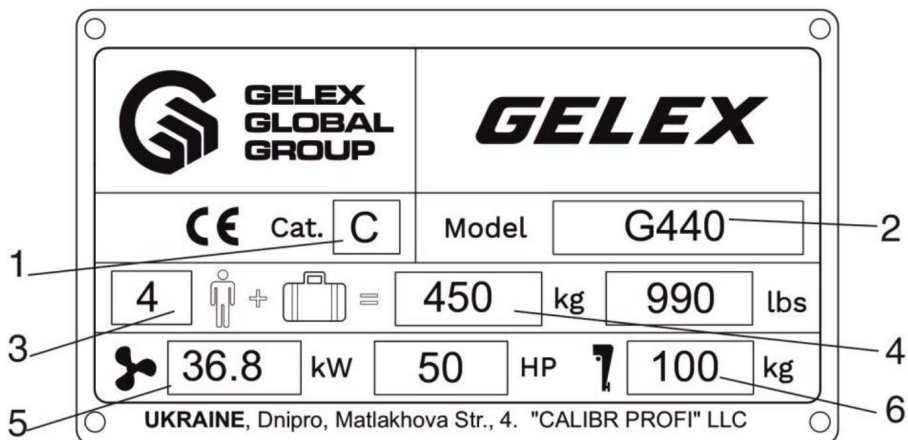 GELEX
GLOBAL
GROUP
GELEX
CE Cat. C Model G440 2
1
4 + = 450 kg 990 lbs
3 4
36.8 kW 50 HP 100 kg
5 6
UKRAINE, Dnipro, Matlakhova Str., 4. "CALIBR PROFI" LLC